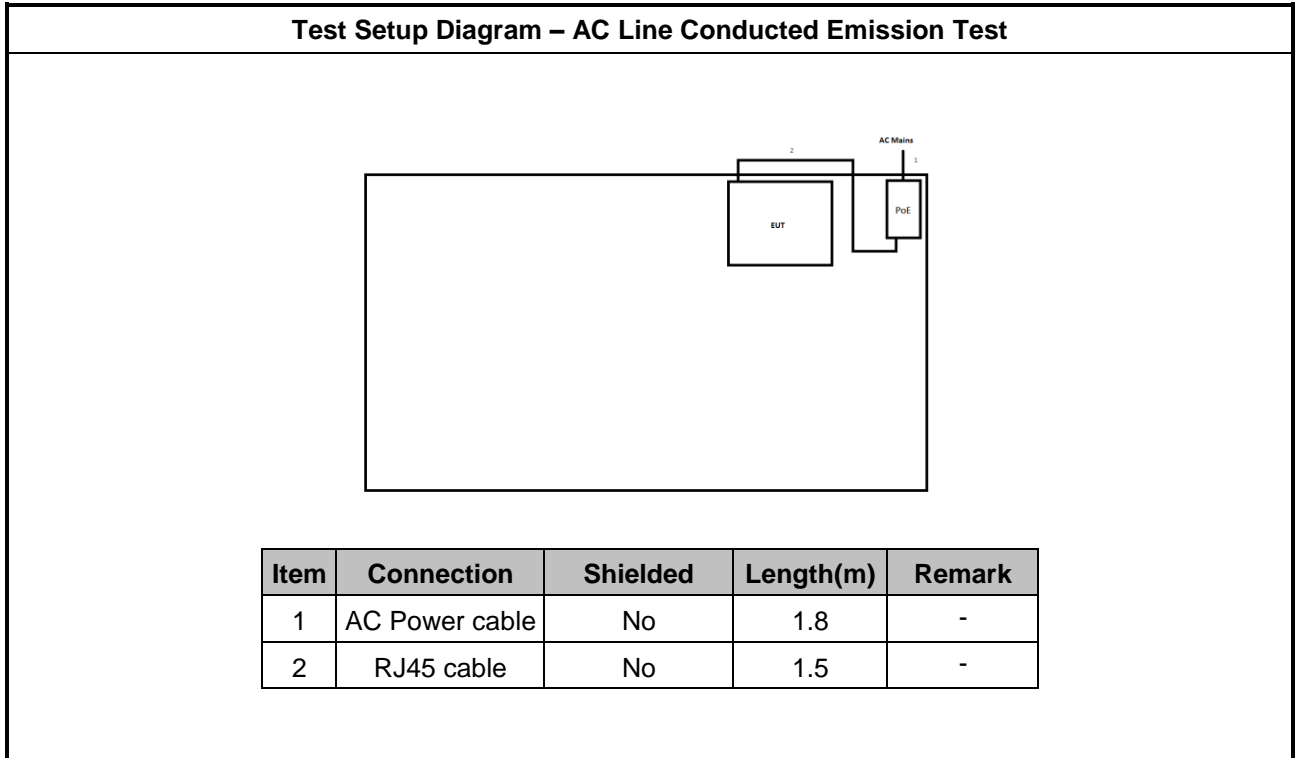 Test Setup Diagram – AC Line Conducted Emission Test
AC Mains
2
1
PoE
EUT
Item Connection Shielded Length(m) Remark
1 AC Power cable No 1.8 -
2 RJ45 cable No 1.5 -